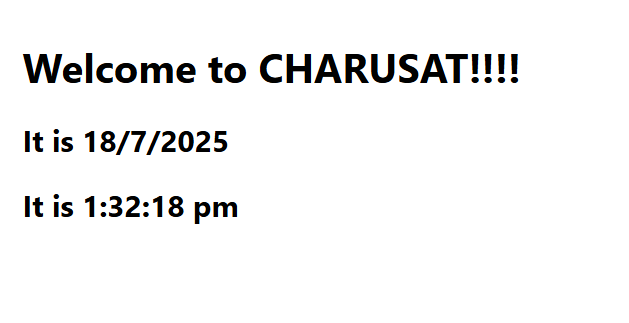 Welcome to CHARUSAT!!!!
It is 18/7/2025
It is 1:32:18 pm